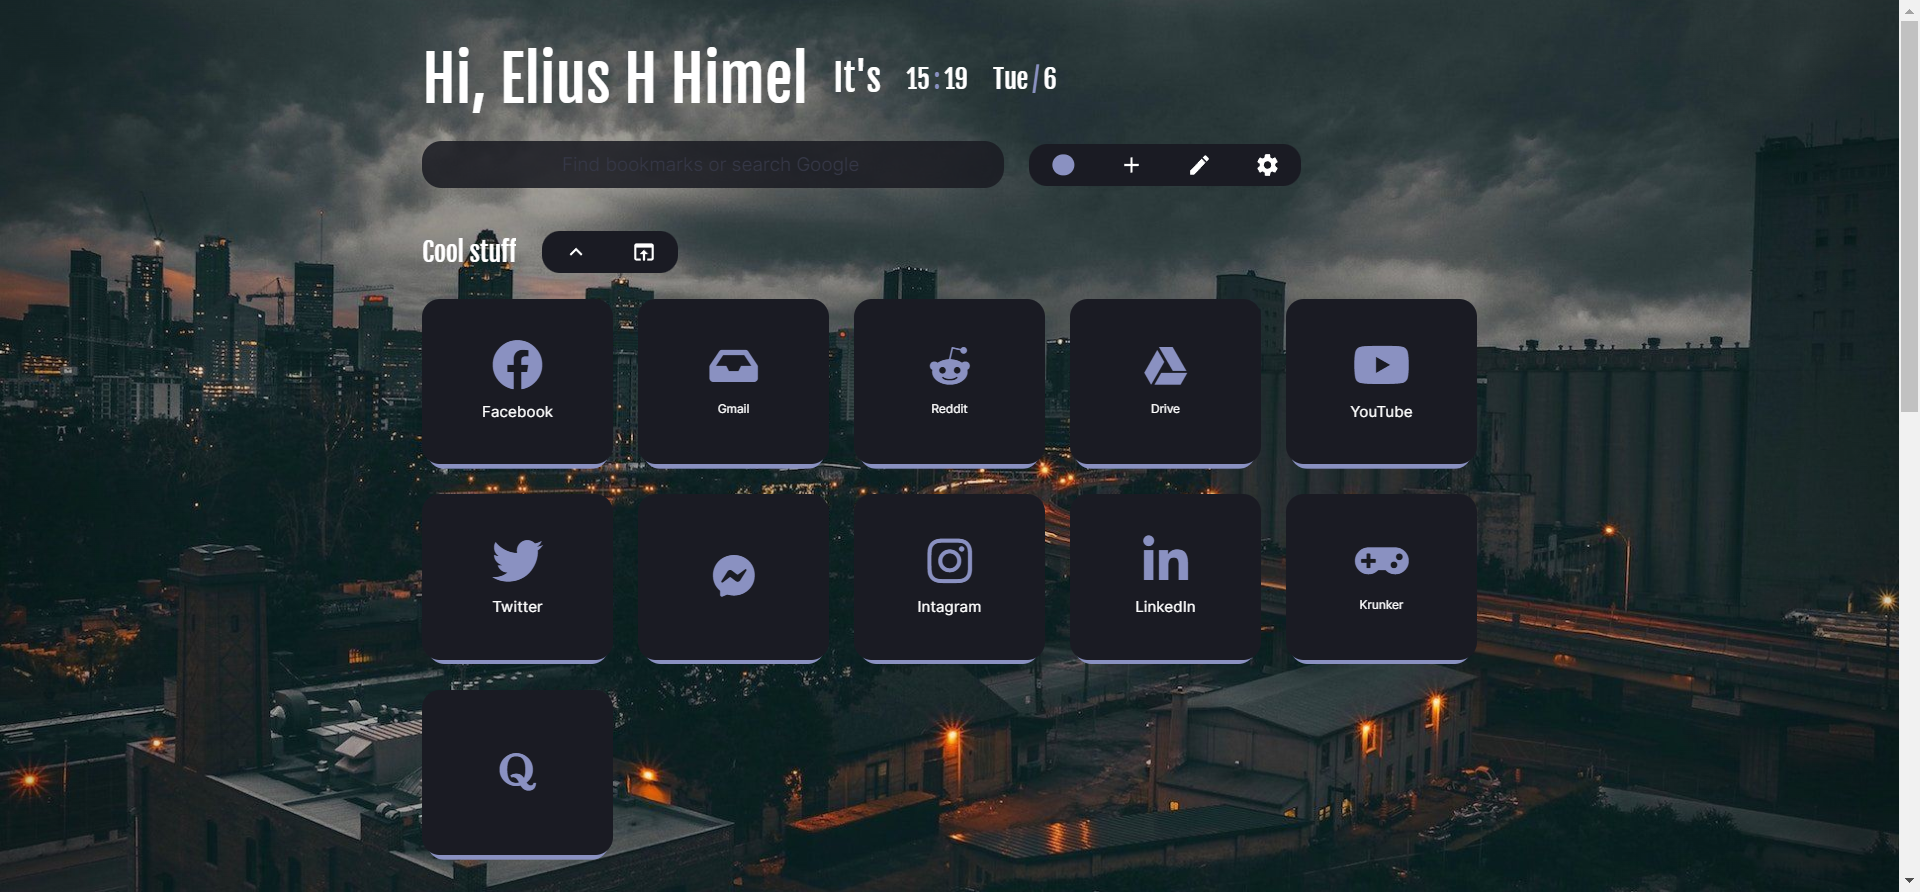 Hi, Elius H Himel It's 15:19 Tue/6
Find bookmarks or search Google
Cool stuff
Facebook Gmail Reddit Drive YouTube
Twitter Intagram LinkedIn Krunker